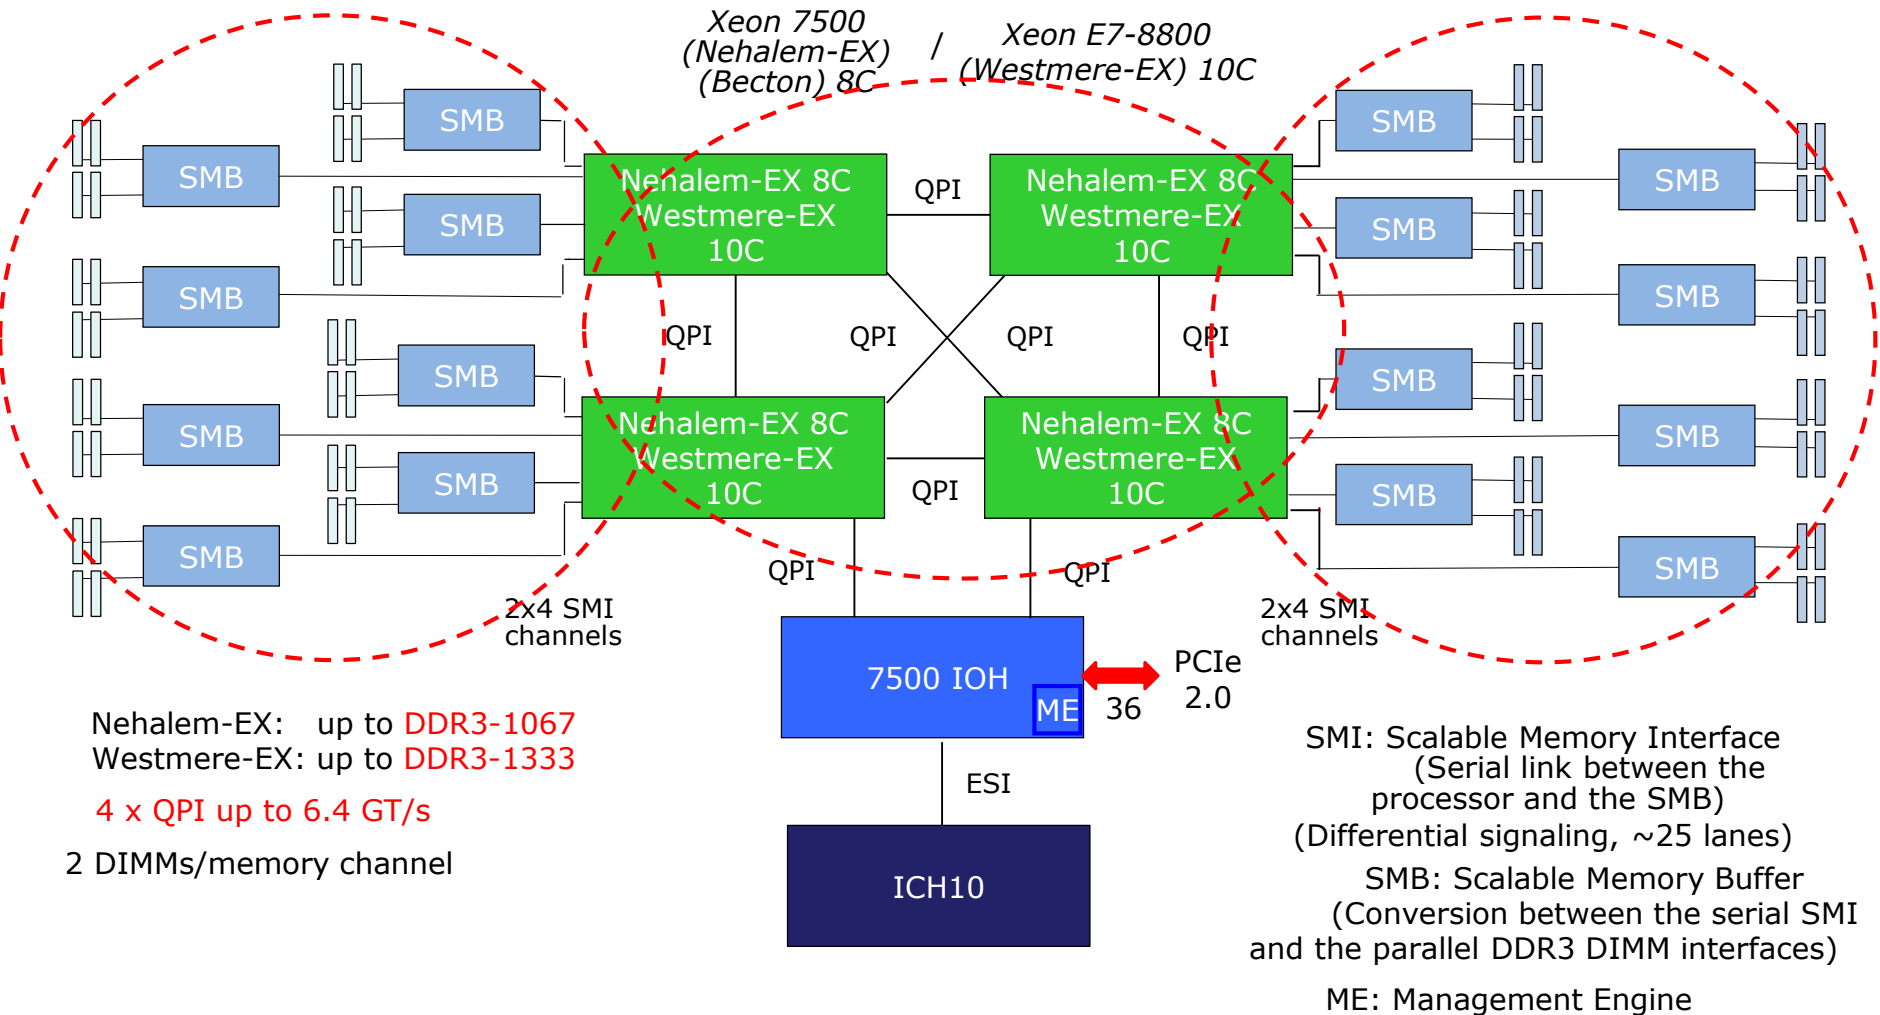 Xeon 7500
(Nehalem-EX)
(Becton) 8C
/
Xeon E7-8800
(Westmere-EX) 10C
SMB
SMB
SMB
SMB
SMB
SMB
SMB
SMB
Nehalem-EX 8C
Westmere-EX
10C
QPI
Nehalem-EX 8C
Westmere-EX
10C
SMB
SMB
SMB
SMB
SMB
SMB
SMB
SMB
QPI
QPI
QPI
QPI
Nehalem-EX 8C
Westmere-EX
10C
QPI
Nehalem-EX 8C
Westmere-EX
10C
QPI
QPI
2x4 SMI
channels
2x4 SMI
channels
7500 IOH
ME
36
PCIe
2.0
ESI
ICH10
Nehalem-EX: up to DDR3-1067
Westmere-EX: up to DDR3-1333
4 x QPI up to 6.4 GT/s
2 DIMMs/memory channel
SMI: Scalable Memory Interface
(Serial link between the
processor and the SMB)
(Differential signaling, ~25 lanes)
SMB: Scalable Memory Buffer
(Conversion between the serial SMI
and the parallel DDR3 DIMM interfaces)
ME: Management Engine